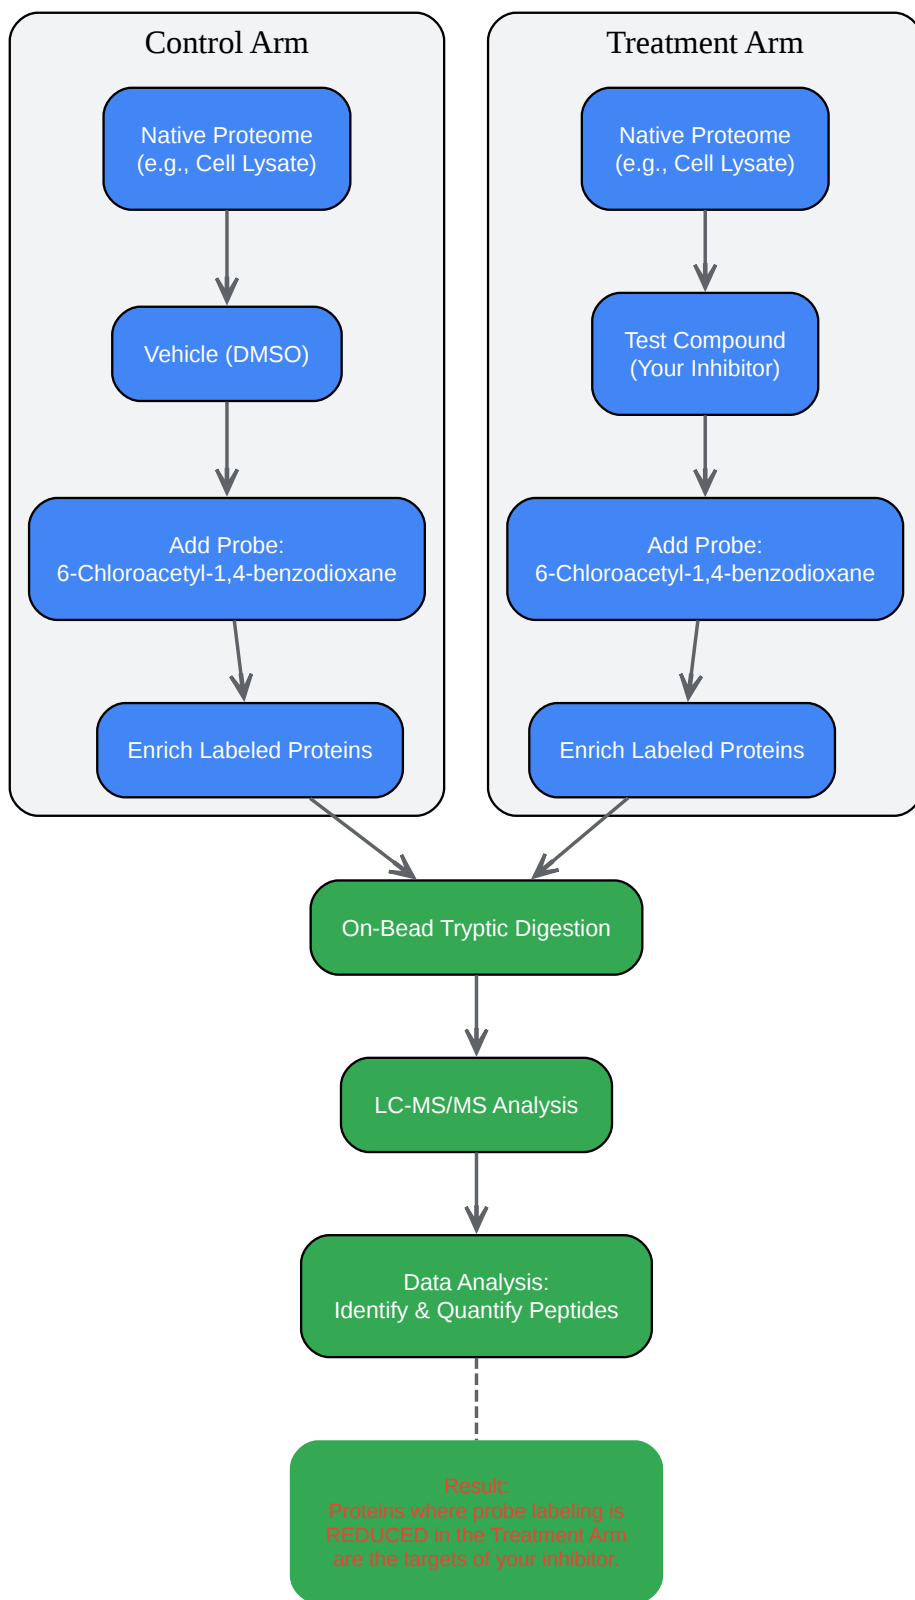 Control Arm
Native Proteome
(e.g., Cell Lysate)
Vehicle (DMSO)
Add Probe:
6-Chloroacetyl-1,4-benzodioxane
Enrich Labeled Proteins
Treatment Arm
Native Proteome
(e.g., Cell Lysate)
Test Compound
(Your Inhibitor)
Add Probe:
6-Chloroacetyl-1,4-benzodioxane
Enrich Labeled Proteins
On-Bead Tryptic Digestion
LC-MS/MS Analysis
Data Analysis:
Identify & Quantify Peptides
Result:
Proteins where probe labeling is
REDUCED in the Treatment Arm
are the targets of your inhibitor.